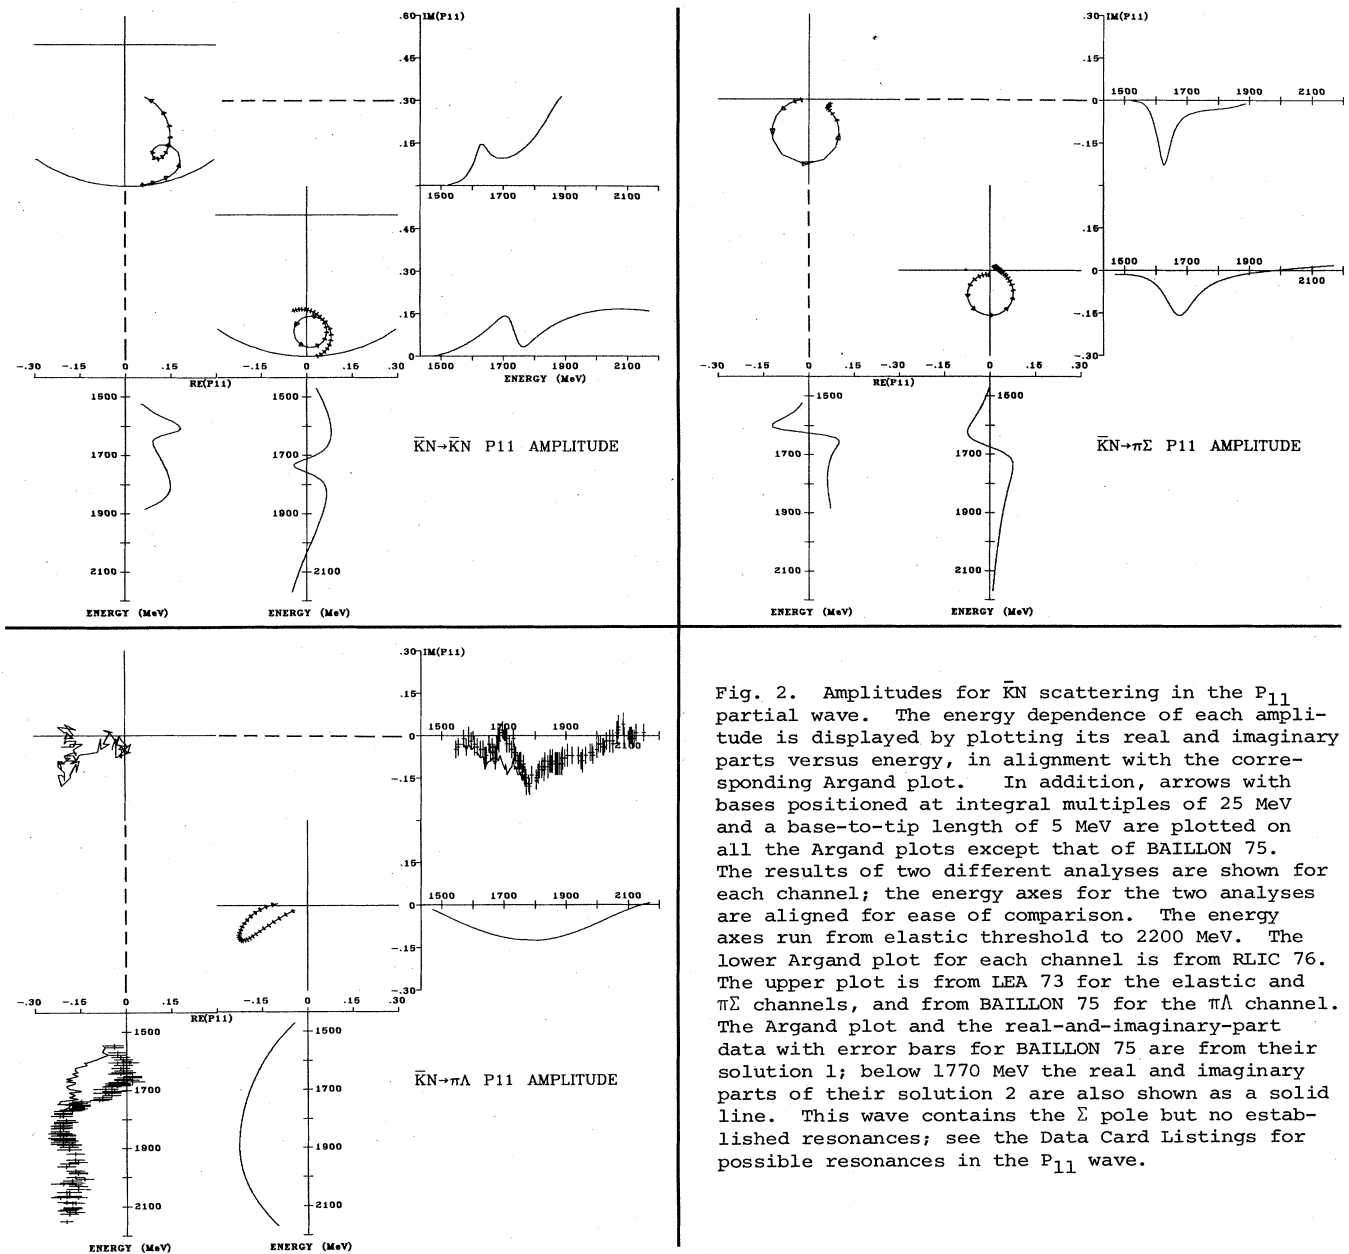 .60 IM(P11)
.45
.30
.15
1500 1700 1900 2100
.45
.30
.15
0
1500 1700 1900 2100
ENERGY (MeV)
-.30 -.15 0 .15
-.30 -.15 0 .15 .30
RE(P11)
1500
1700
1900
2100
ENERGY (MeV)
1500
1700
1900
2100
ENERGY (MeV)
K̄N→K̄N P11 AMPLITUDE
.30 IM(P11)
.15
0
-.15
1500 1700 1900 2100
.15
0
-.15
-.30
1500 1700 1900 2100
-.30 -.15 0 .15
-.30 -.15 0 .15 .30
RE(P11)
1500
1700
1900
2100
ENERGY (MeV)
1500
1700
1900
2100
ENERGY (MeV)
K̄N→πΣ P11 AMPLITUDE
.30 IM(P11)
.15
0
-.15
1500 1700 1900 2100
.15
0
-.15
-.30
1500 1700 1900 2100
-.30 -.15 0 .15
-.30 -.15 0 .15 .30
RE(P11)
1500
1700
1900
2100
ENERGY (MeV)
1500
1700
1900
2100
ENERGY (MeV)
K̄N→πΛ P11 AMPLITUDE
Fig. 2. Amplitudes for K̄N scattering in the P₁₁
partial wave. The energy dependence of each ampli-
tude is displayed by plotting its real and imaginary
parts versus energy, in alignment with the corre-
sponding Argand plot. In addition, arrows with
bases positioned at integral multiples of 25 MeV
and a base-to-tip length of 5 MeV are plotted on
all the Argand plots except that of BAILLON 75.
The results of two different analyses are shown for
each channel; the energy axes for the two analyses
are aligned for ease of comparison. The energy
axes run from elastic threshold to 2200 MeV. The
lower Argand plot for each channel is from RLIC 76.
The upper plot is from LEA 73 for the elastic and
πΣ channels, and from BAILLON 75 for the πΛ channel.
The Argand plot and the real-and-imaginary-part
data with error bars for BAILLON 75 are from their
solution 1; below 1770 MeV the real and imaginary
parts of their solution 2 are also shown as a solid
line. This wave contains the Σ pole but no estab-
lished resonances; see the Data Card Listings for
possible resonances in the P₁₁ wave.